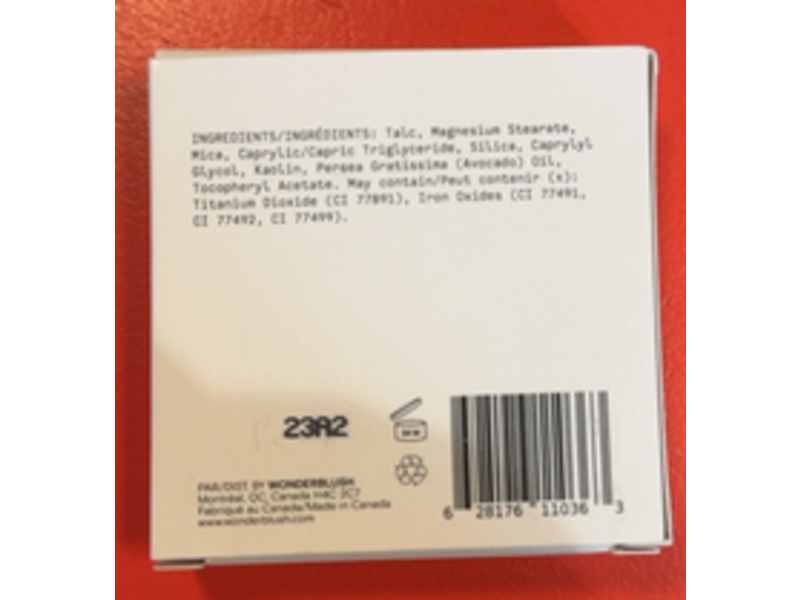 INGREDIENTS/INGRÉDIENTS: Talc, Magnesium Stearate,
Mica, Caprylic/Capric Triglyceride, Silica, Caprylyl
Glycol, Kaolin, Persea Gratissima (Avocado) Oil,
Tocopheryl Acetate. May contain/Peut contenir (±):
Titanium Dioxide (CI 77891), Iron Oxides (CI 77491,
CI 77492, CI 77499).
23A2
PAR/DIST. BY WONDERBLUSH
Montréal, QC, Canada H4C 2C7
Fabriqué au Canada/Made in Canada
www.wonderblush.com
6 28176 11036 3